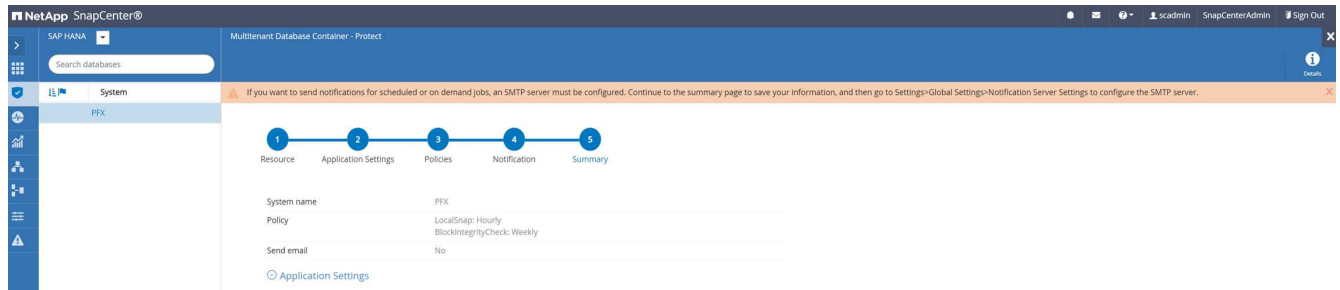 NetApp SnapCenter®
scadmin SnapCenterAdmin Sign Out
SAP HANA
Multitenant Database Container - Protect
Search databases
Details
System
If you want to send notifications for scheduled or on demand jobs, an SMTP server must be configured. Continue to the summary page to save your information, and then go to Settings>Global Settings>Notification Server Settings to configure the SMTP server.
PFX
1 2 3 4 5
Resource Application Settings Policies Notification Summary
System name PFX
Policy LocalSnap: Hourly
BlockIntegrityCheck: Weekly
Send email No
Application Settings